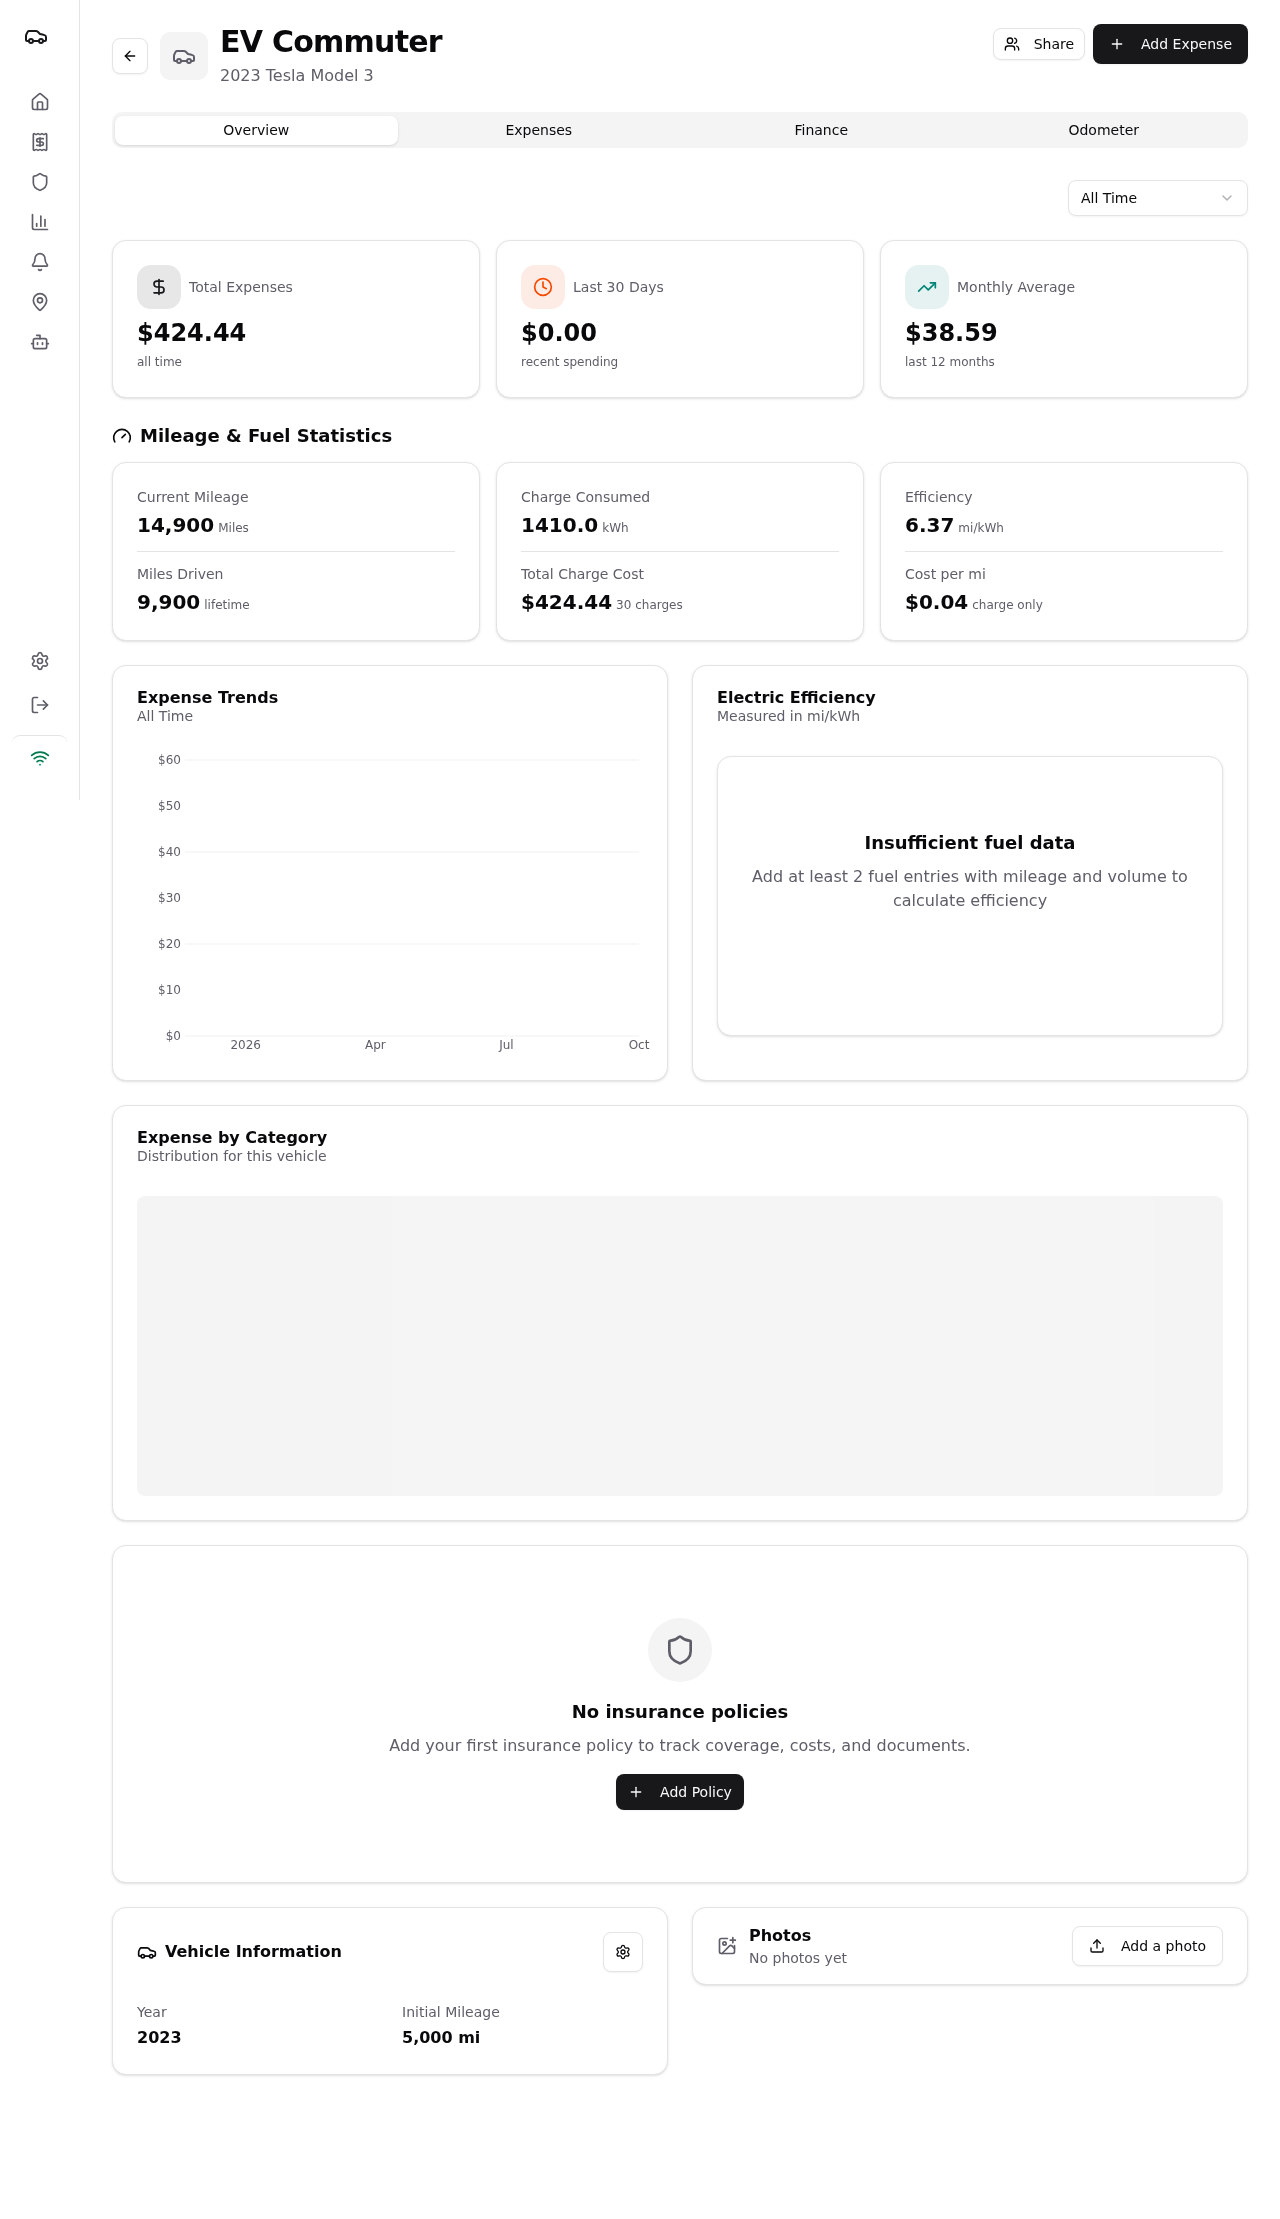 EV Commuter
2023 Tesla Model 3
Share
Add Expense
Overview
Expenses
Finance
Odometer
All Time
Total Expenses
$424.44
all time
Last 30 Days
$0.00
recent spending
Monthly Average
$38.59
last 12 months
Mileage & Fuel Statistics
Current Mileage
14,900 Miles
Miles Driven
9,900 lifetime
Charge Consumed
1410.0 kWh
Total Charge Cost
$424.44 30 charges
Efficiency
6.37 mi/kWh
Cost per mi
$0.04 charge only
Expense Trends
All Time
$60
$50
$40
$30
$20
$10
$0
2026
Apr
Jul
Oct
Electric Efficiency
Measured in mi/kWh
Insufficient fuel data
Add at least 2 fuel entries with mileage and volume to
calculate efficiency
Expense by Category
Distribution for this vehicle
No insurance policies
Add your first insurance policy to track coverage, costs, and documents.
Add Policy
Vehicle Information
Year
2023
Initial Mileage
5,000 mi
Photos
No photos yet
Add a photo